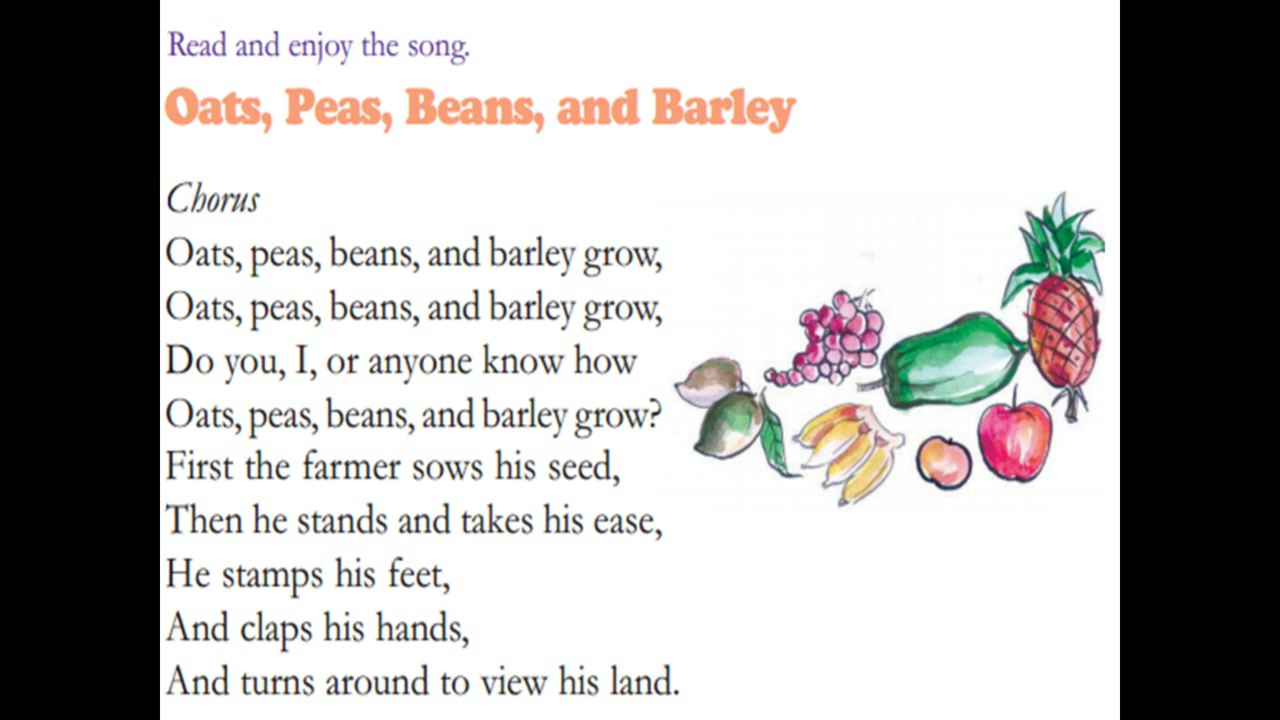 Read and enjoy the song.
Oats, Peas, Beans, and Barley
Chorus
Oats, peas, beans, and barley grow,
Oats, peas, beans, and barley grow,
Do you, I, or anyone know how
Oats, peas, beans, and barley grow?
First the farmer sows his seed,
Then he stands and takes his ease,
He stamps his feet,
And claps his hands,
And turns around to view his land.